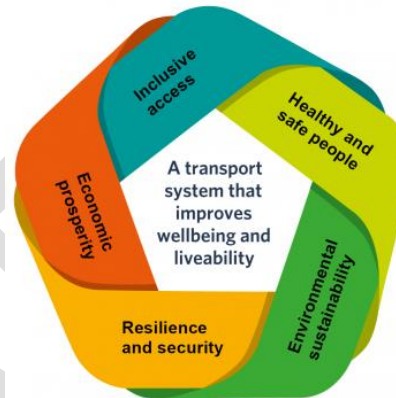 Inclusive
access
Healthy and
safe people
Environmental
sustainability
Resilience
and security
Economic
prosperity
A transport
system that
improves
wellbeing and
liveability